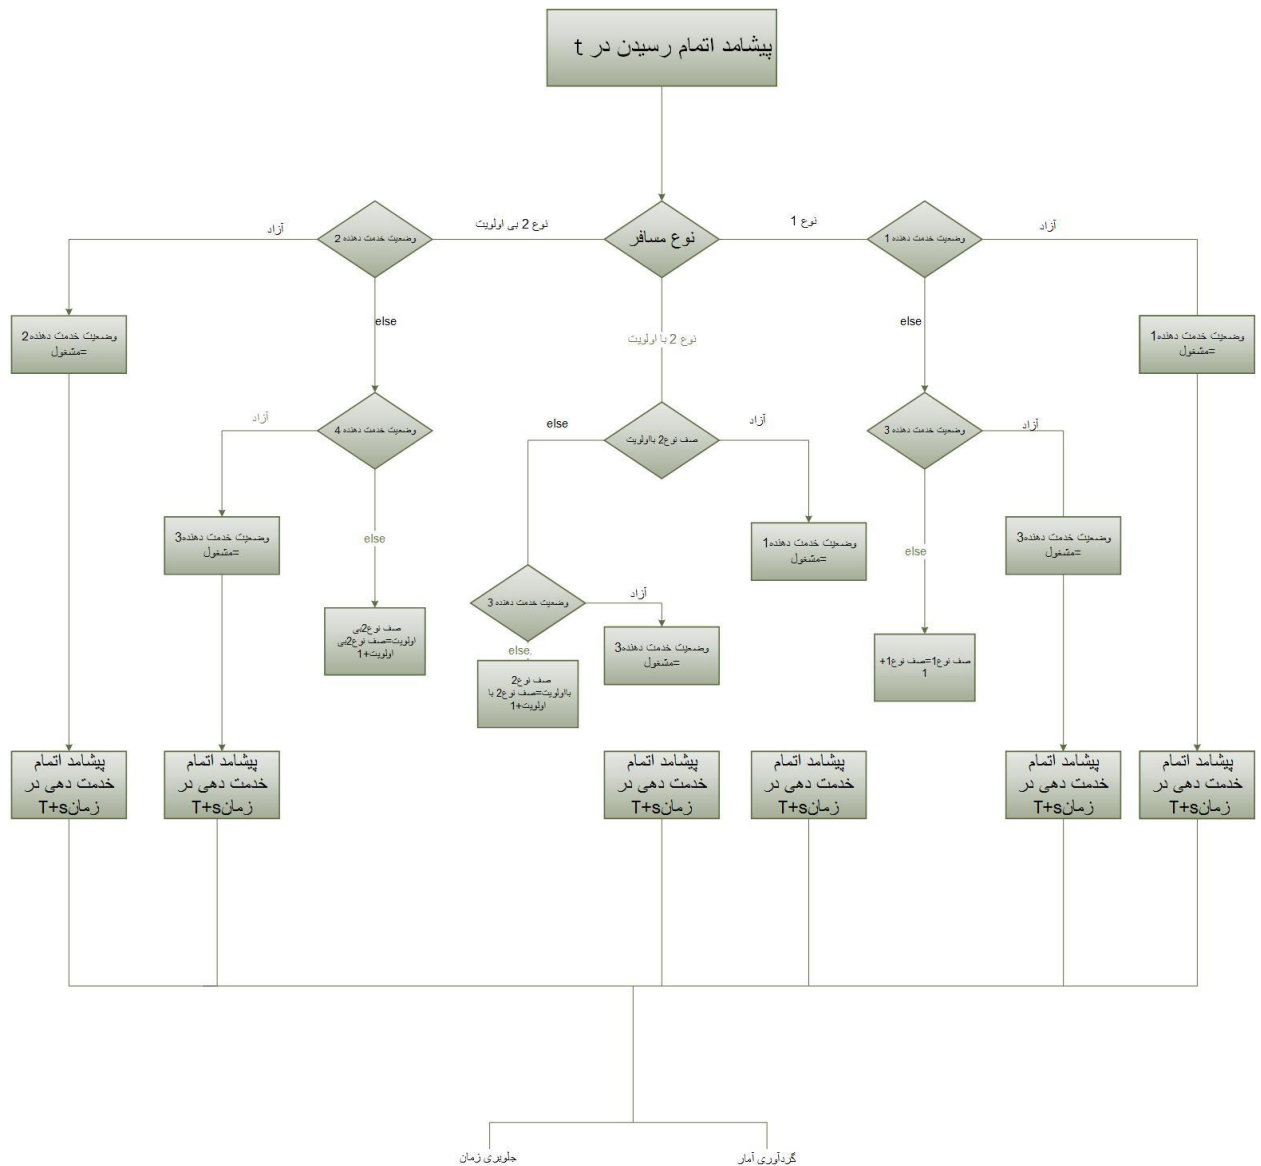 پیشامد اتمام رسیدن در t
آزاد
نوع 2 بی اولویت
نوع 1
آزاد
وضعیت خدمت دهنده 2
نوع مسافر
وضعیت خدمت دهنده 1
else
نوع 2 با اولویت
else
وضعیت خدمت دهنده2
=مشغول
وضعیت خدمت دهنده1
=مشغول
آزاد
وضعیت خدمت دهنده 4
else
صف نوع2 بااولویت
آزاد
وضعیت خدمت دهنده 3
آزاد
وضعیت خدمت دهنده3
=مشغول
else
وضعیت خدمت دهنده1
=مشغول
else
وضعیت خدمت دهنده3
=مشغول
صف نوع2بی
اولویت=صف نوع2بی
اولویت+1
وضعیت خدمت دهنده 3
آزاد
وضعیت خدمت دهنده3
=مشغول
else.
صف نوع2
بااولویت=صف نوع2 با
اولویت+1
صف نوع1=صف نوع1+
1
پیشامد اتمام
خدمت دهی در
زمانT+s
پیشامد اتمام
خدمت دهی در
زمانT+s
پیشامد اتمام
خدمت دهی در
زمانT+s
پیشامد اتمام
خدمت دهی در
زمانT+s
پیشامد اتمام
خدمت دهی در
زمانT+s
پیشامد اتمام
خدمت دهی در
زمانT+s
جلوبری زمان
گردآوری آمار